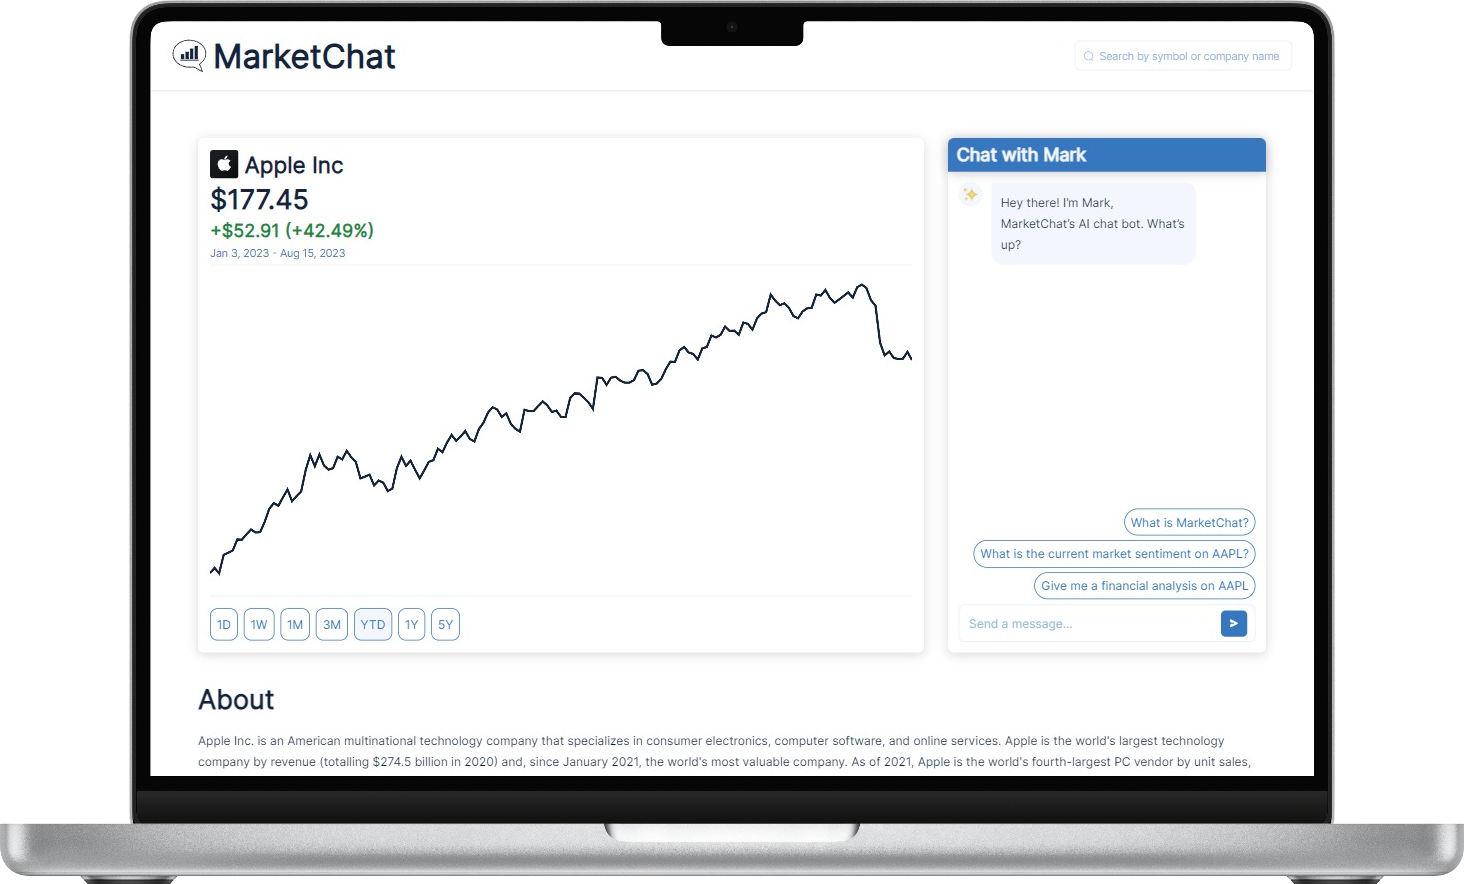 MarketChat
Search by symbol or company name
Apple Inc
$177.45
+$52.91 (+42.49%)
Jan 3, 2023 - Aug 15, 2023
1D 1W 1M 3M YTD 1Y 5Y
Chat with Mark
Hey there! I'm Mark,
MarketChat's AI chat bot. What's
up?
What is MarketChat?
What is the current market sentiment on AAPL?
Give me a financial analysis on AAPL
Send a message...
About
Apple Inc. is an American multinational technology company that specializes in consumer electronics, computer software, and online services. Apple is the world's largest technology
company by revenue (totalling $274.5 billion in 2020) and, since January 2021, the world's most valuable company. As of 2021, Apple is the world's fourth-largest PC vendor by unit sales,